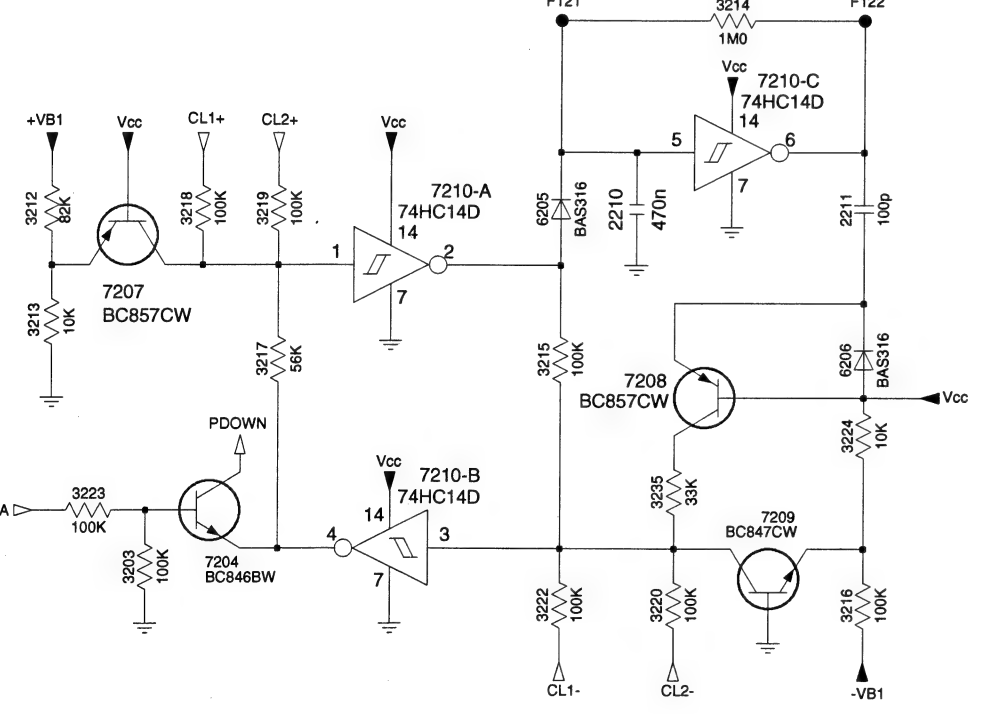 F121
3214
1M0
F122
Vcc
7210-C
74HC14D
14
5
6
7
+VB1
Vcc
CL1+
CL2+
Vcc
3212
82K
3218
100K
3219
100K
7210-A
74HC14D
14
1
2
7
6205
BAS316
2210
470n
2211
100p
7207
BC857CW
3213
10K
3217
56K
3215
100K
7208
BC857CW
6206
BAS316
Vcc
3224
10K
PDOWN
Vcc
7210-B
74HC14D
14
4
3
7
3235
33K
A
3223
100K
3203
100K
7204
BC846BW
7209
BC847CW
3222
100K
3220
100K
3216
100K
CL1-
CL2-
-VB1